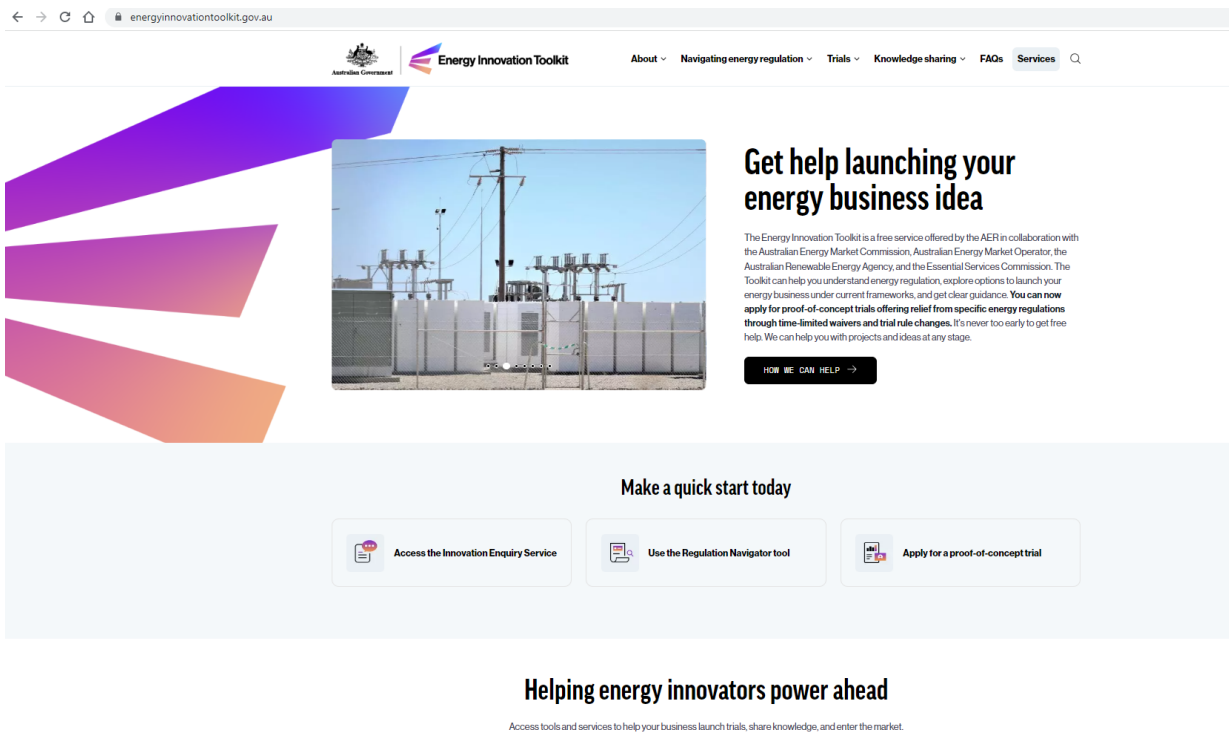 energyinnovationtoolkit.gov.au
Australian Government
Energy Innovation Toolkit
About
Navigating energy regulation
Trials
Knowledge sharing
FAQs
Services
Get help launching your
energy business idea
The Energy Innovation Toolkit is a free service offered by the AER in collaboration with
the Australian Energy Market Commission, Australian Energy Market Operator, the
Australian Renewable Energy Agency, and the Essential Services Commission. The
Toolkit can help you understand energy regulation, explore options to launch your
energy business under current frameworks, and get clear guidance. You can now
apply for proof-of-concept trials offering relief from specific energy regulations
through time-limited waivers and trial rule changes. It's never too early to get free
help. We can help you with projects and ideas at any stage.
HOW WE CAN HELP →
Make a quick start today
Access the Innovation Enquiry Service
Use the Regulation Navigator tool
Apply for a proof-of-concept trial
Helping energy innovators power ahead
Access tools and services to help your business launch trials, share knowledge, and enter the market.